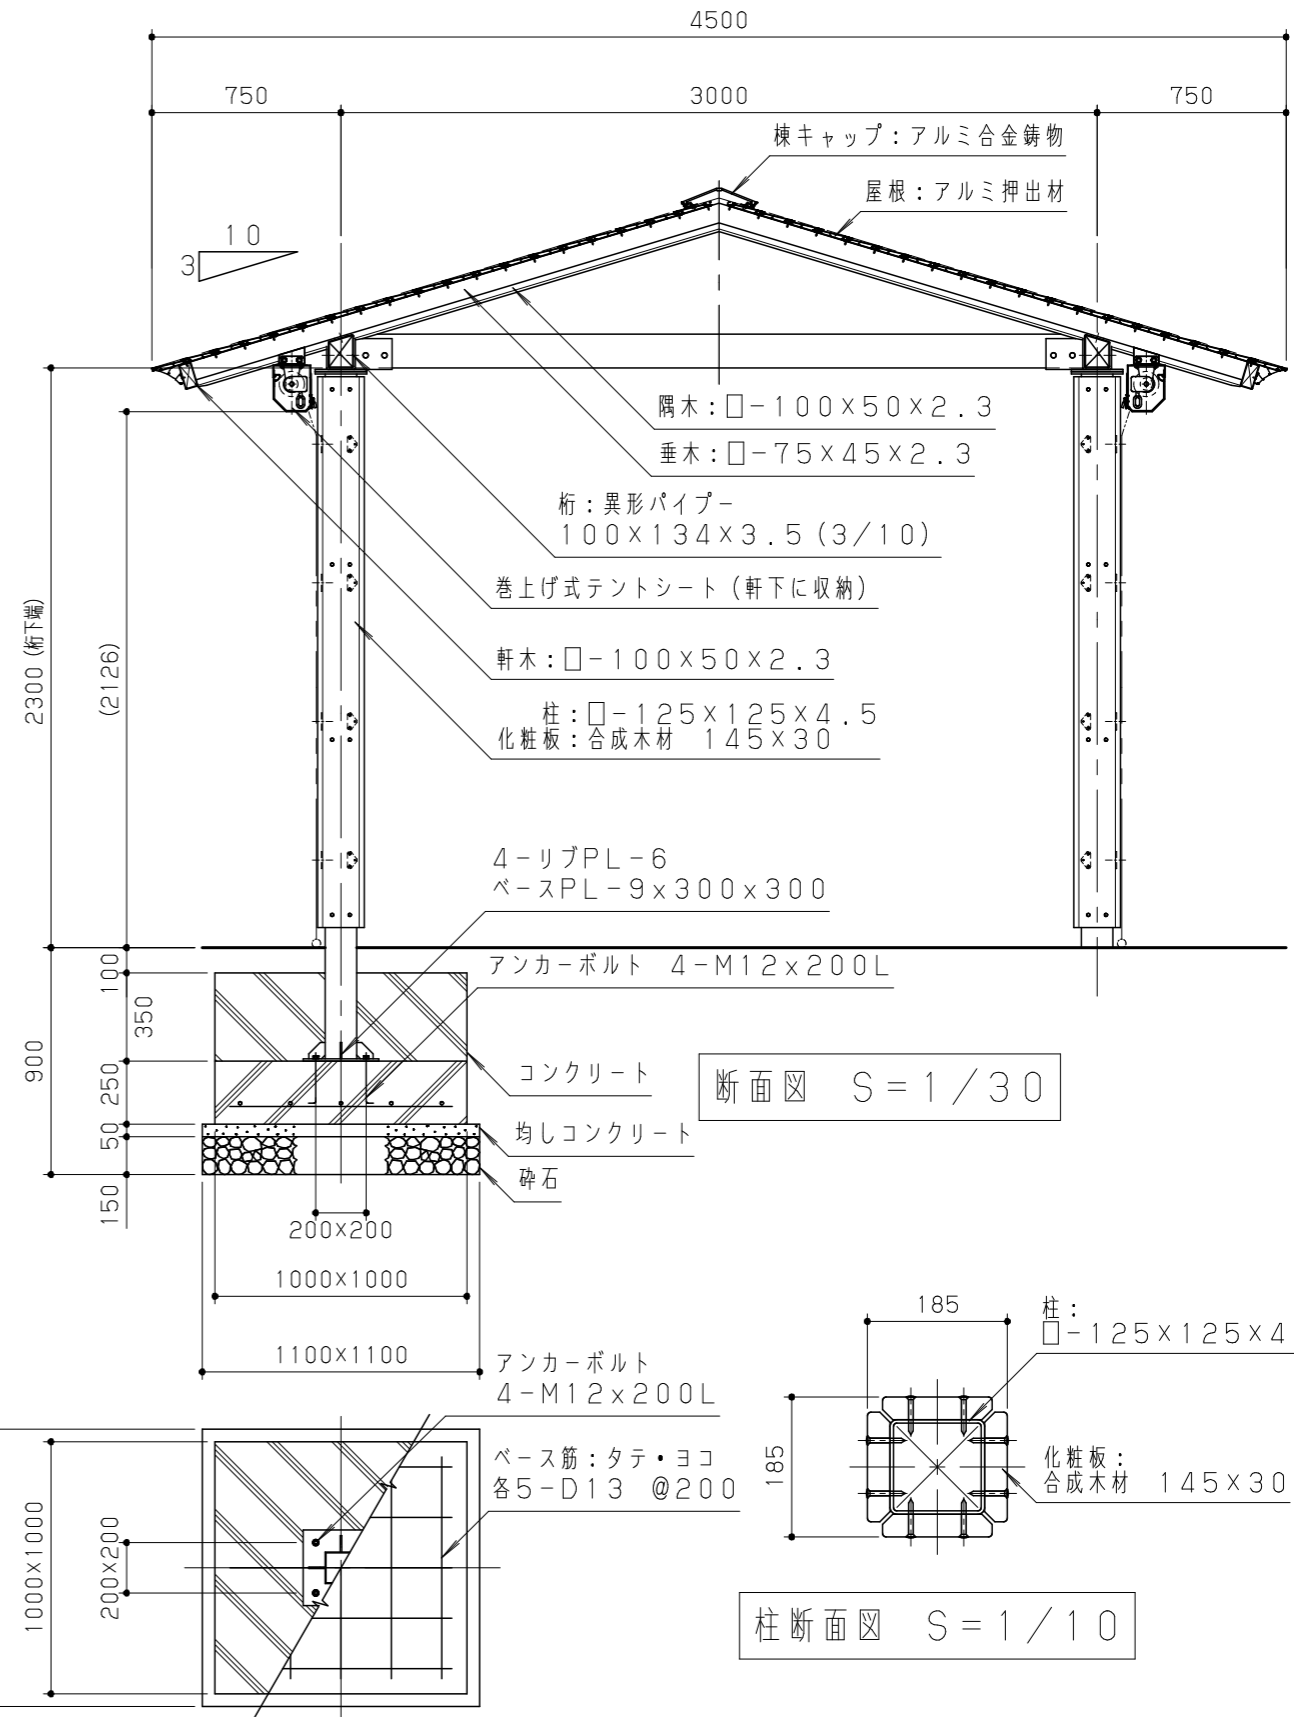 4500
750
3000
750
棟キャップ：アルミ合金鋳物
屋根：アルミ押出材
10
3
隅木：□-100×50×2.3
垂木：□-75×45×2.3
桁：異形パイプー
100×134×3.5(3/10)
巻上げ式テントシート（軒下に収納）
2300(桁下端)
(2126)
軒木：□-100×50×2.3
柱：□-125×125×4.5
化粧板：合成木材 145×30
4-リブPL-6
ベースPL-9x300x300
アンカーボルト 4-M12x200L
100
350
900
250
50
150
コンクリート
均しコンクリート
砕石
断面図 S=1/30
200×200
1000×1000
1100×1100
アンカーボルト
4-M12x200L
ベース筋：タテ・ヨコ
各5-D13 @200
1000×1000
200×200
185
185
柱：
□-125×125×4
化粧板：
合成木材 145×30
柱断面図 S=1/10